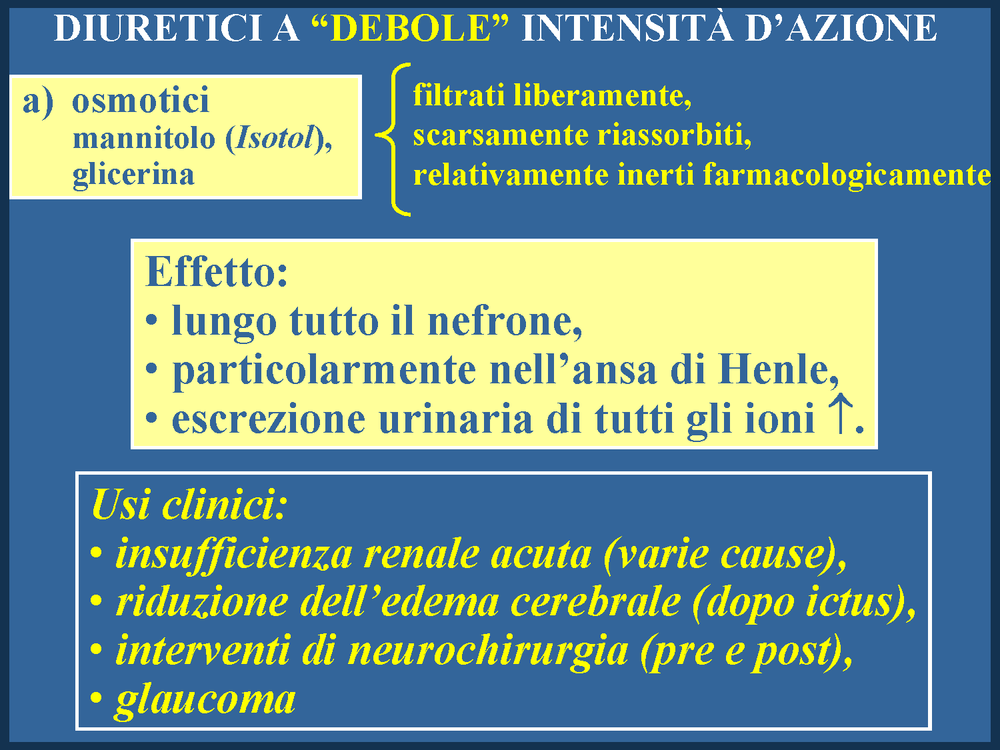 DIURETICI A “DEBOLE” INTENSITÀ D’AZIONE
a) osmotici
mannitolo (Isotol),
glicerina
filtrati liberamente,
scarsamente riassorbiti,
relativamente inerti farmacologicamente
Effetto:
• lungo tutto il nefrone,
• particolarmente nell’ansa di Henle,
• escrezione urinaria di tutti gli ioni ↑.
Usi clinici:
• insufficienza renale acuta (varie cause),
• riduzione dell’edema cerebrale (dopo ictus),
• interventi di neurochirurgia (pre e post),
• glaucoma